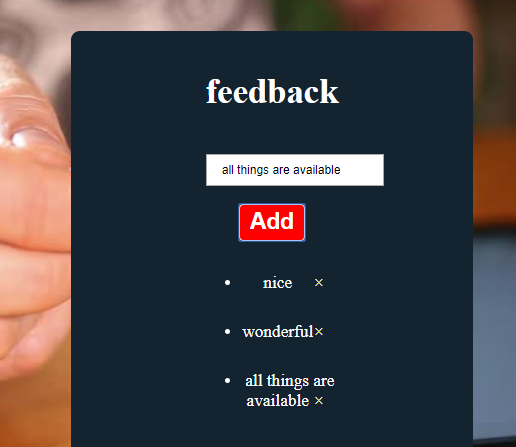 feedback
all things are available
Add
• nice ×
• wonderful×
• all things are
available ×